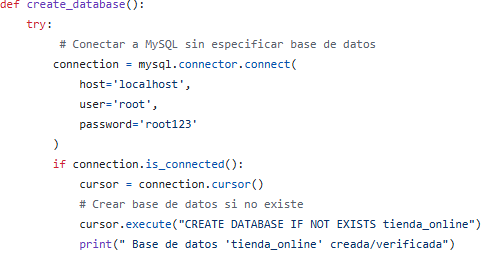 def create_database():
    try:
        # Conectar a MySQL sin especificar base de datos
        connection = mysql.connector.connect(
            host='localhost',
            user='root',
            password='root123'
        )
        if connection.is_connected():
            cursor = connection.cursor()
            # Crear base de datos si no existe
            cursor.execute("CREATE DATABASE IF NOT EXISTS tienda_online")
            print(" Base de datos 'tienda_online' creada/verificada")